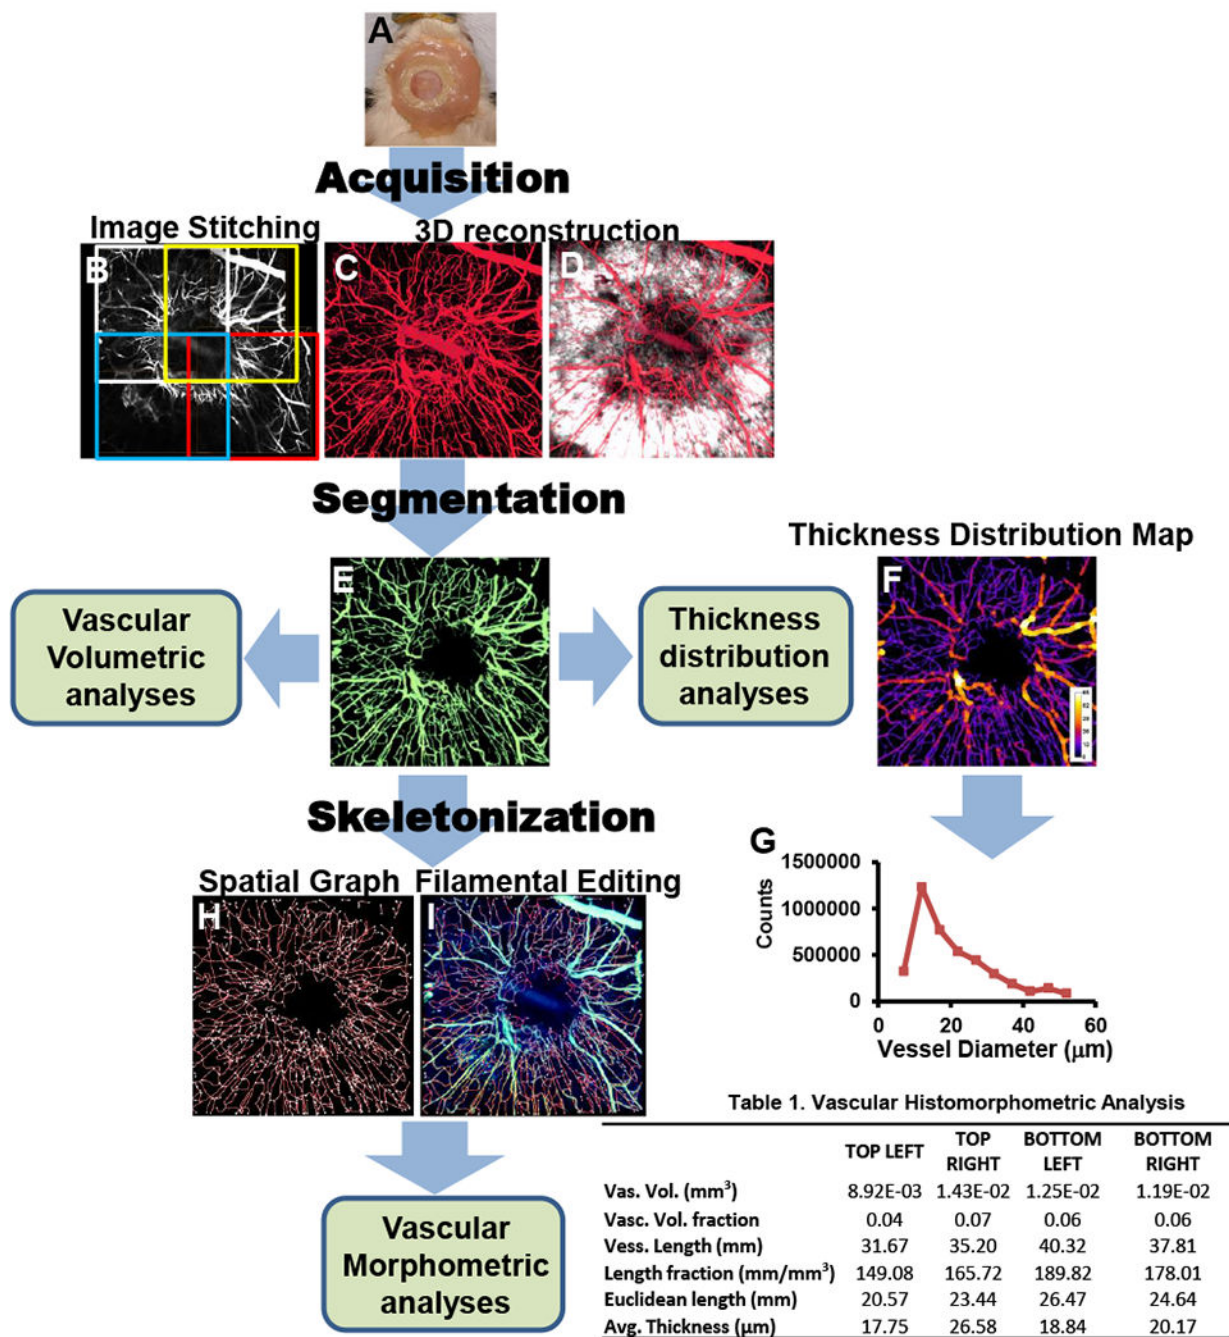 A
Acquisition
Image Stitching
3D reconstruction
B
C
D
Segmentation
Thickness Distribution Map
E
F
Vascular
Volumetric
analyses
Thickness
distribution
analyses
Skeletonization
G
1500000
1000000
500000
0
Counts
0 20 40 60
Vessel Diameter (μm)
Spatial Graph
Filamental Editing
H
I
Vascular
Morphometric
analyses
Table 1. Vascular Histomorphometric Analysis
TOP LEFT TOP RIGHT BOTTOM LEFT BOTTOM RIGHT
Vas. Vol. (mm³) 8.92E-03 1.43E-02 1.25E-02 1.19E-02
Vasc. Vol. fraction 0.04 0.07 0.06 0.06
Vess. Length (mm) 31.67 35.20 40.32 37.81
Length fraction (mm/mm³) 149.08 165.72 189.82 178.01
Euclidean length (mm) 20.57 23.44 26.47 24.64
Avg. Thickness (μm) 17.75 26.58 18.84 20.17